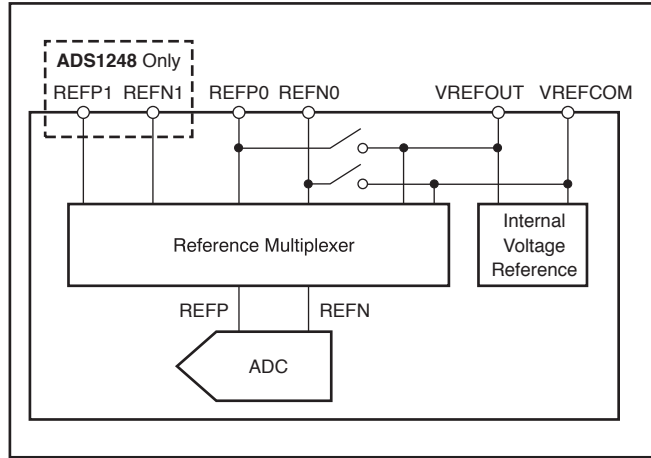 ADS1248 Only
REFP1 REFN1 REFP0 REFN0 VREFOUT VREFCOM
Reference Multiplexer
Internal
Voltage
Reference
REFP REFN
ADC